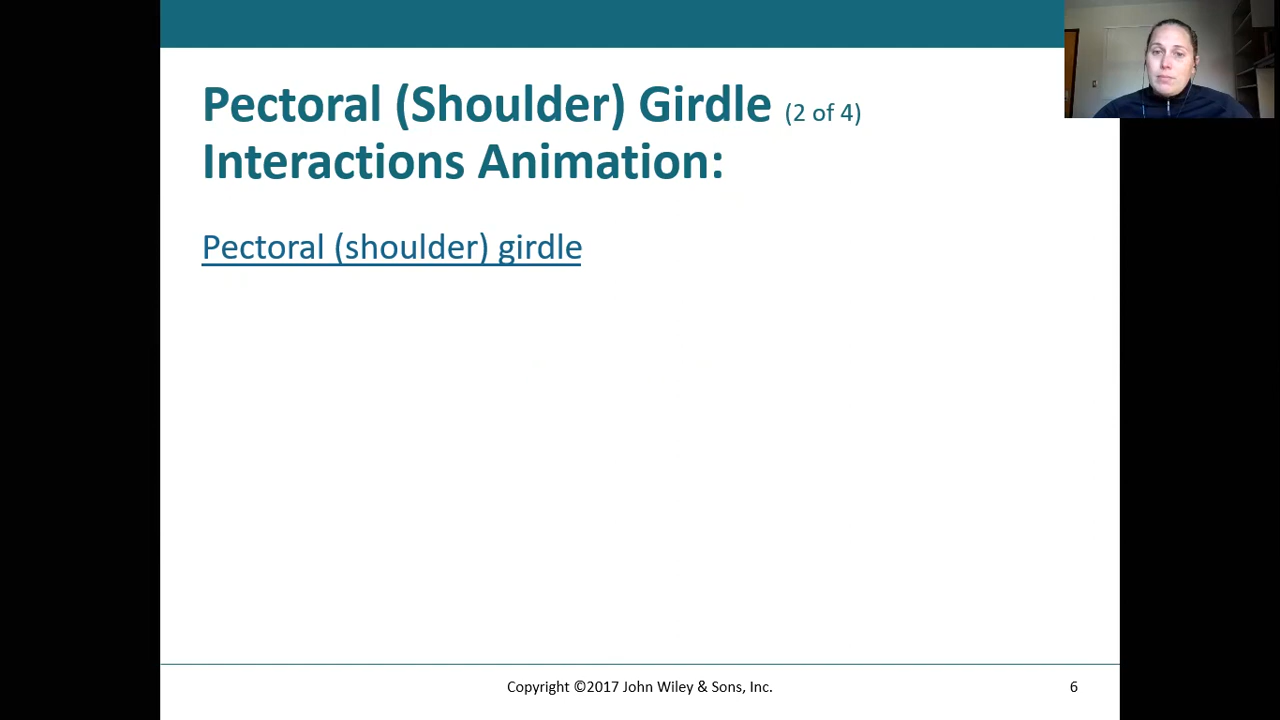 Pectoral (Shoulder) Girdle (2 of 4)
Interactions Animation:
Pectoral (shoulder) girdle
Copyright ©2017 John Wiley & Sons, Inc.
6